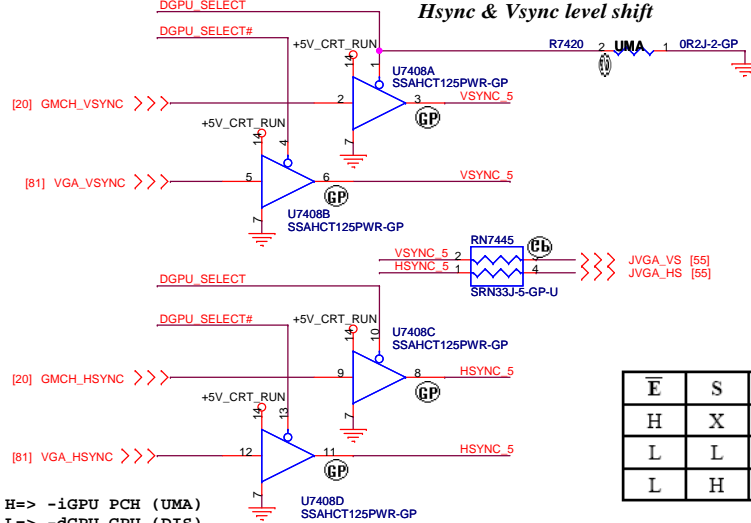 DGPU_SELECT
Hsync & Vsync level shift
DGPU_SELECT#
+5V_CRT_RUN
R7420 2 UMA 1 0R2J-2-GP
14
1
U7408A
SSAHCT125PWR-GP
[20] GMCH_VSYNC
2
3
VSYNC_5
GP
+5V_CRT_RUN
14
4
7
[81] VGA_VSYNC
5
6
VSYNC_5
GP
7
U7408B
SSAHCT125PWR-GP
RN7445
VSYNC_5 2
JVGA_VS [55]
HSYNC_5 1
4
JVGA_HS [55]
SRN33J-5-GP-U
DGPU_SELECT
DGPU_SELECT#
+5V_CRT_RUN
14
10
U7408C
SSAHCT125PWR-GP
[20] GMCH_HSYNC
9
8
HSYNC_5
GP
+5V_CRT_RUN
14
13
7
[81] VGA_HSYNC
12
11
HSYNC_5
GP
7
U7408D
SSAHCT125PWR-GP
E S
H X
L L
L H
H=> -iGPU PCH (UMA)
L=> -dGPU GPU (DIS)